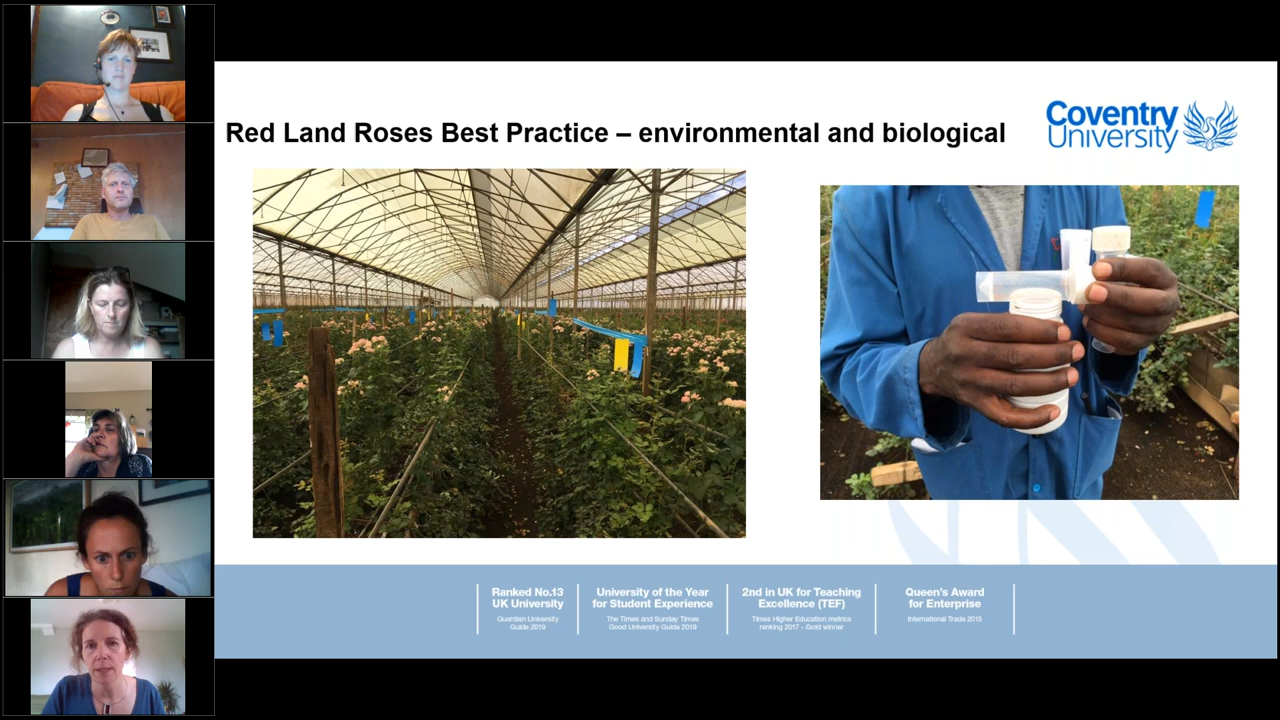 Red Land Roses Best Practice – environmental and biological
Coventry
University
Ranked No.13
UK University
Guardian University
Guide 2019
University of the Year
for Student Experience
The Times and Sunday Times
Good University Guide 2019
2nd in UK for Teaching
Excellence (TEF)
Times Higher Education metrics
ranking 2017 - Gold winner
Queen's Award
for Enterprise
International Trade 2015